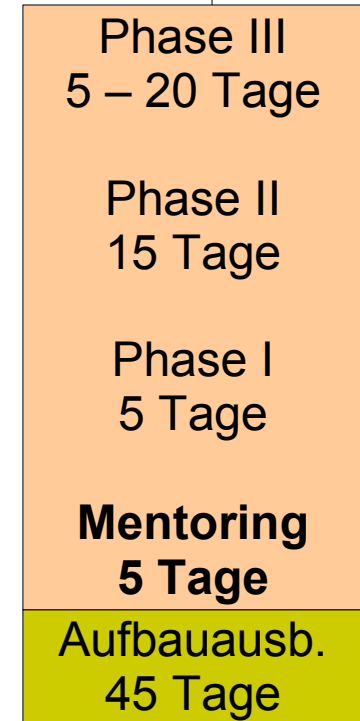 Phase III
5 – 20 Tage
Phase II
15 Tage
Phase I
5 Tage
Mentoring
5 Tage
Aufbauausb.
45 Tage